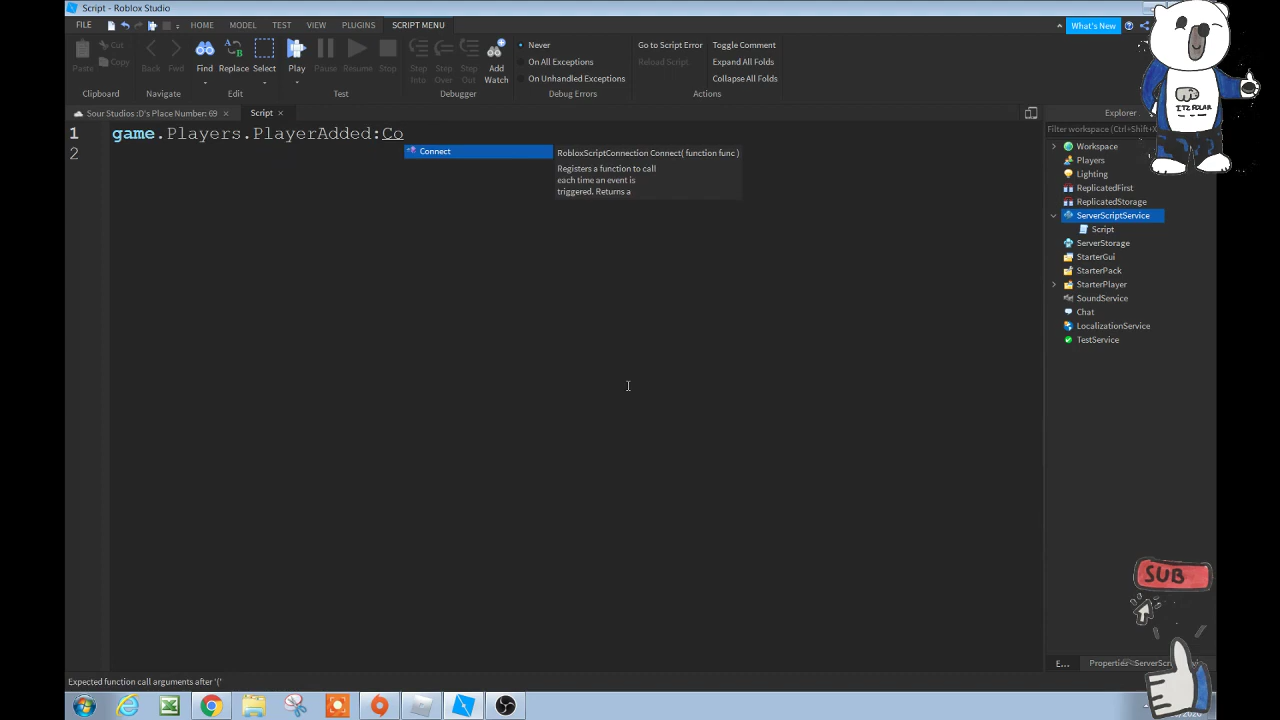 Script - Roblox Studio
FILE HOME MODEL TEST VIEW PLUGINS SCRIPT MENU What's New
Cut
Copy
Paste Back Fwd Find Replace Select Play Pause Resume Stop Step Into Step Over Step Out Add Watch
Never
On All Exceptions
On Unhandled Exceptions
Go to Script Error
Reload Script
Toggle Comment
Expand All Folds
Collapse All Folds
Clipboard Navigate Edit Test Debugger Debug Errors Actions
Sour Studios :D's Place Number: 69 x Script x
Explorer
Filter workspace (Ctrl+Shift+X
1 game.Players.PlayerAdded:Co
2
Connect
RobloxScriptConnection Connect( function func )
Registers a function to call
each time an event is
triggered. Returns a
Workspace
Players
Lighting
ReplicatedFirst
ReplicatedStorage
ServerScriptService
Script
ServerStorage
StarterGui
StarterPack
StarterPlayer
SoundService
Chat
LocalizationService
TestService
ITZ POLAR
SUB
E... Properties
Expected function call arguments after '('